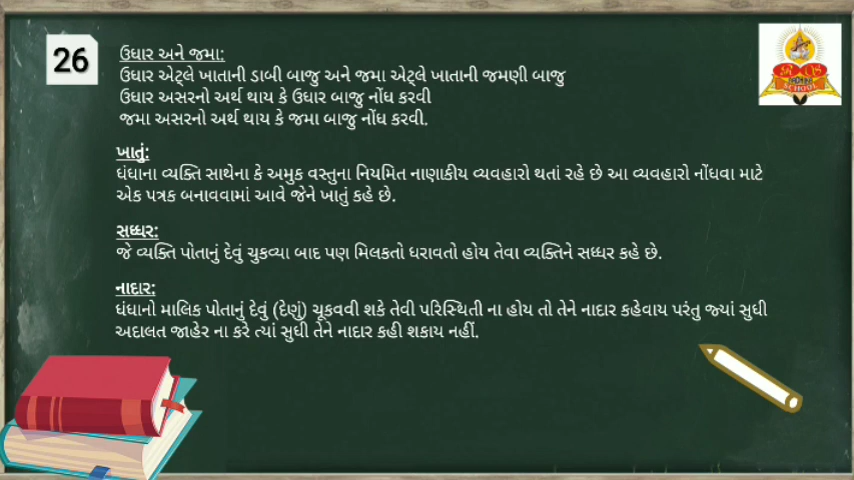 26
ઉધાર અને જમા:
ઉધાર એટ્લે ખાતાની ડાબી બાજુ અને જમા એટ્લે ખાતાની જમણી બાજુ
ઉધાર અસરનો અર્થ થાય કે ઉધાર બાજુ નોંધ કરવી
જમા અસરનો અર્થ થાય કે જમા બાજુ નોંધ કરવી.
ખાતું:
ધંધાના વ્યક્તિ સાથેના કે અમુક વસ્તુના નિયમિત નાણાકીય વ્યવહારો થતાં રહે છે આ વ્યવહારો નોંધવા માટે
એક પત્રક બનાવવામાં આવે જેને ખાતું કહે છે.
સધ્ધર:
જે વ્યક્તિ પોતાનું દેવું ચુકવ્યા બાદ પણ મિલકતો ધરાવતો હોય તેવા વ્યક્તિને સધ્ધર કહે છે.
નાદાર:
ધંધાનો માલિક પોતાનું દેવું (દેણું) ચૂકવવી શકે તેવી પરિસ્થિતી ના હોય તો તેને નાદાર કહેવાય પરંતુ જ્યાં સુધી
અદાલત જાહેર ના કરે ત્યાં સુધી તેને નાદાર કહી શકાય નહીં.
SCHOOL